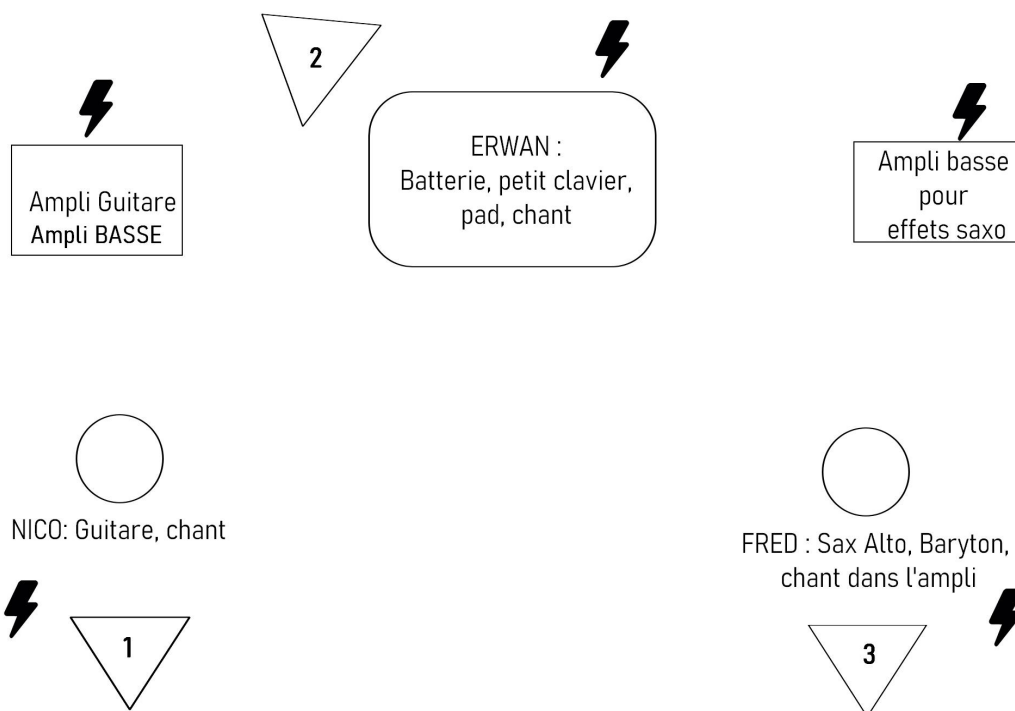 2
ERWAN :
Batterie, petit clavier,
pad, chant
Ampli Guitare
Ampli BASSE
Ampli basse
pour
effets saxo
NICO: Guitare, chant
FRED : Sax Alto, Baryton,
chant dans l'ampli
1
3